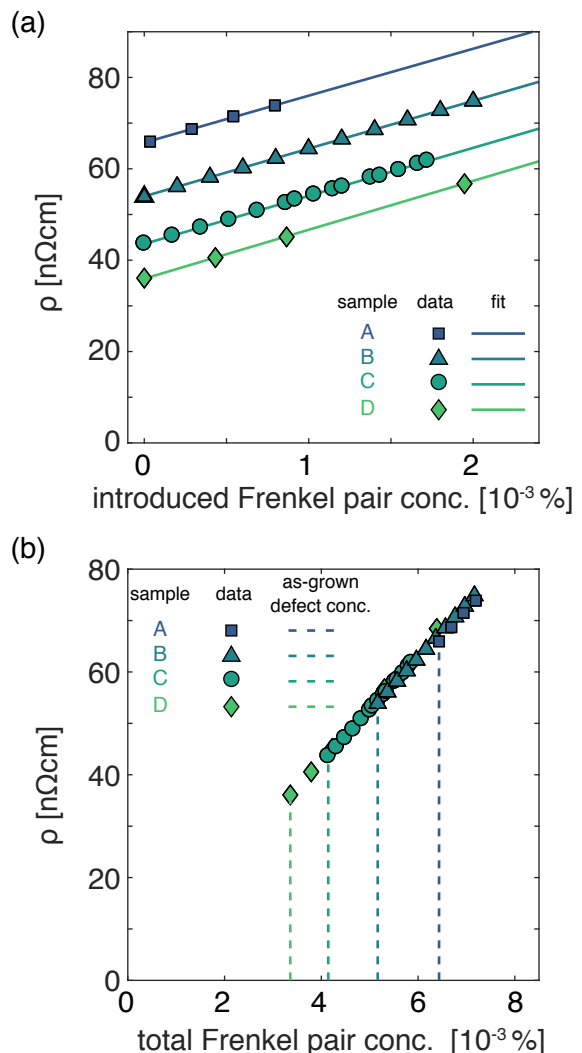 (a)
80
60
40
20
0
ρ [nΩcm]
sample data fit
A
B
C
D
0 1 2
introduced Frenkel pair conc. [10⁻³ %]
(b)
80
60
40
20
0
ρ [nΩcm]
as-grown
sample data defect conc.
A
B
C
D
0 2 4 6 8
total Frenkel pair conc. [10⁻³ %]